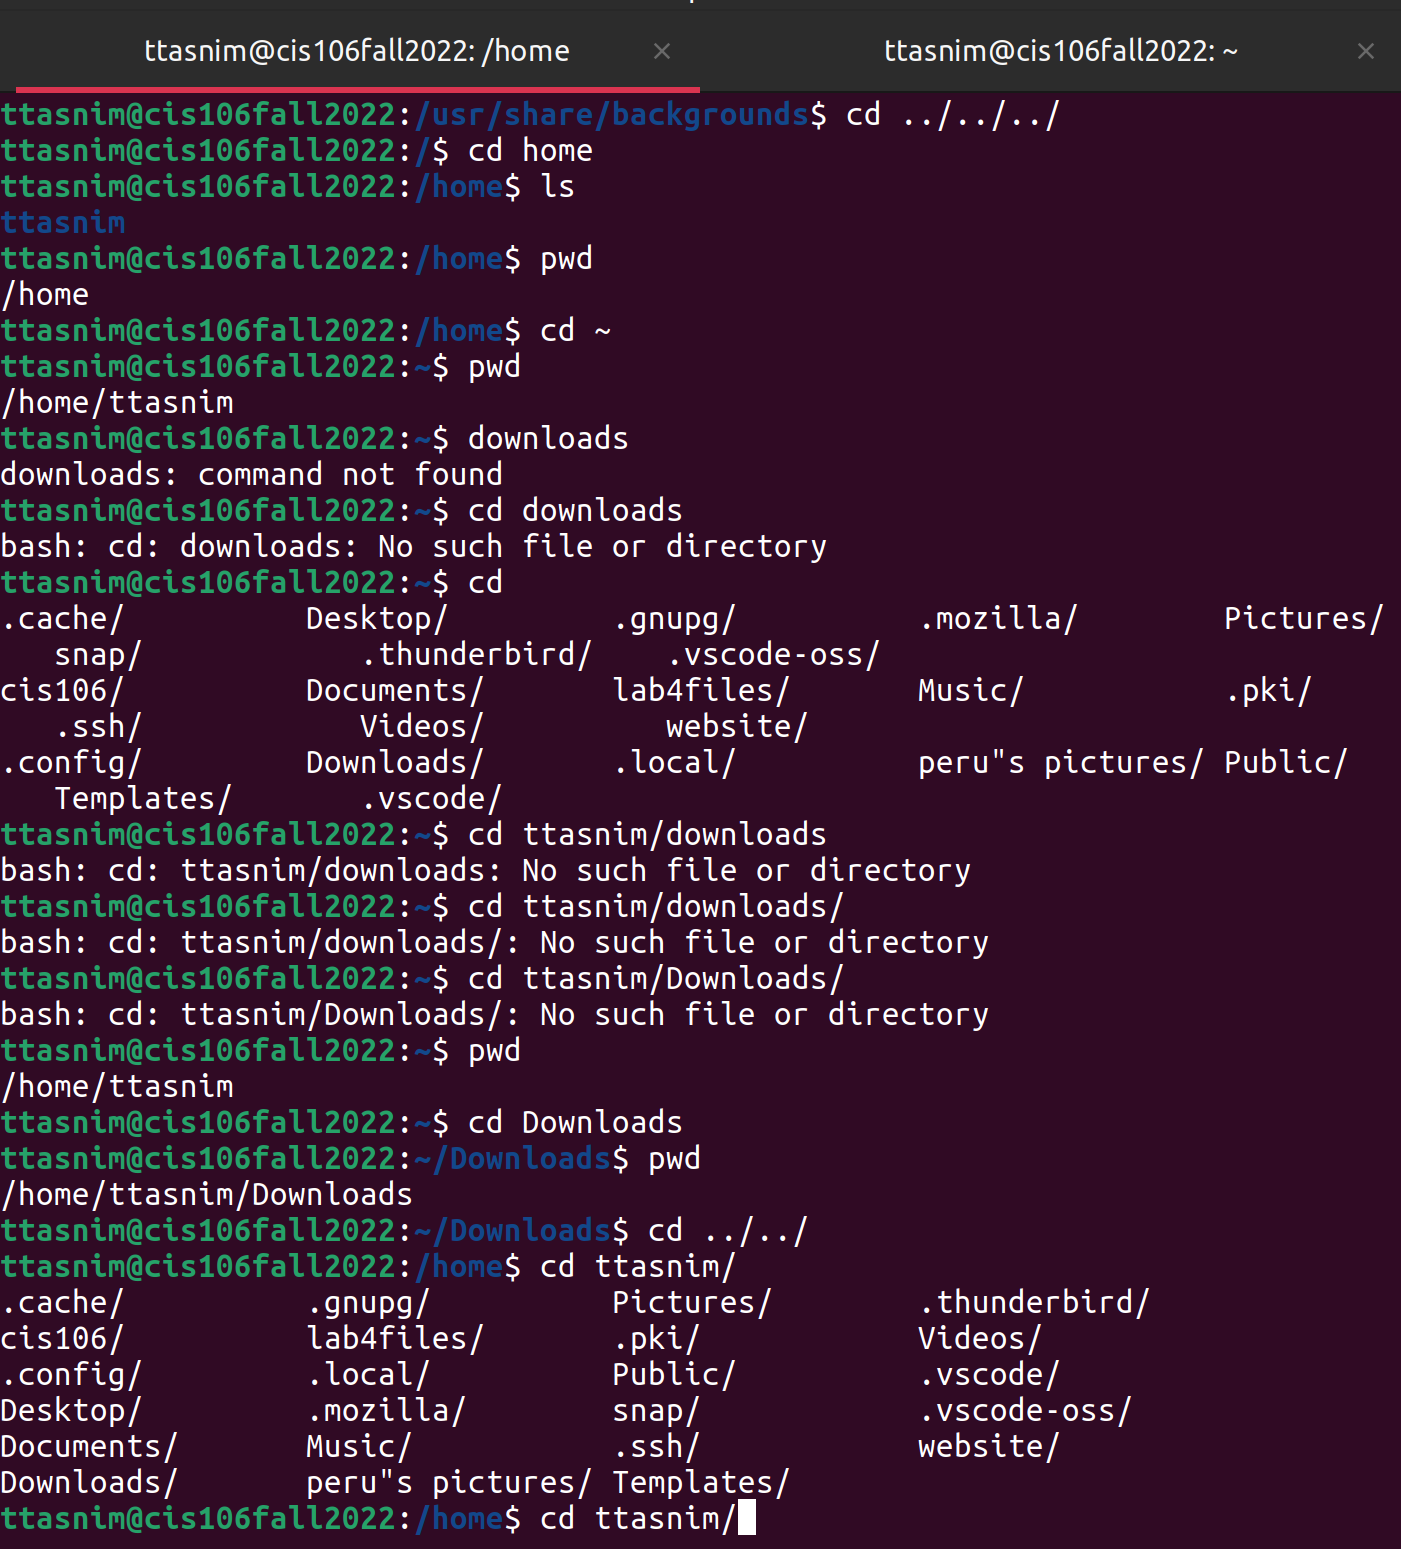 ttasnim@cis106fall2022: /home × ttasnim@cis106fall2022: ~ ×
ttasnim@cis106fall2022:/usr/share/backgrounds$ cd ../../../
ttasnim@cis106fall2022:/$ cd home
ttasnim@cis106fall2022:/home$ ls
ttasnim
ttasnim@cis106fall2022:/home$ pwd
/home
ttasnim@cis106fall2022:/home$ cd ~
ttasnim@cis106fall2022:~$ pwd
/home/ttasnim
ttasnim@cis106fall2022:~$ downloads
downloads: command not found
ttasnim@cis106fall2022:~$ cd downloads
bash: cd: downloads: No such file or directory
ttasnim@cis106fall2022:~$ cd
.cache/ Desktop/ .gnupg/ .mozilla/ Pictures/
snap/ .thunderbird/ .vscode-oss/
cis106/ Documents/ lab4files/ Music/ .pki/
.ssh/ Videos/ website/
.config/ Downloads/ .local/ peru"s pictures/ Public/
Templates/ .vscode/
ttasnim@cis106fall2022:~$ cd ttasnim/downloads
bash: cd: ttasnim/downloads: No such file or directory
ttasnim@cis106fall2022:~$ cd ttasnim/downloads/
bash: cd: ttasnim/downloads/: No such file or directory
ttasnim@cis106fall2022:~$ cd ttasnim/Downloads/
bash: cd: ttasnim/Downloads/: No such file or directory
ttasnim@cis106fall2022:~$ pwd
/home/ttasnim
ttasnim@cis106fall2022:~$ cd Downloads
ttasnim@cis106fall2022:~/Downloads$ pwd
/home/ttasnim/Downloads
ttasnim@cis106fall2022:~/Downloads$ cd ../../
ttasnim@cis106fall2022:/home$ cd ttasnim/
.cache/ .gnupg/ Pictures/ .thunderbird/
cis106/ lab4files/ .pki/ Videos/
.config/ .local/ Public/ .vscode/
Desktop/ .mozilla/ snap/ .vscode-oss/
Documents/ Music/ .ssh/ website/
Downloads/ peru"s pictures/ Templates/
ttasnim@cis106fall2022:/home$ cd ttasnim/